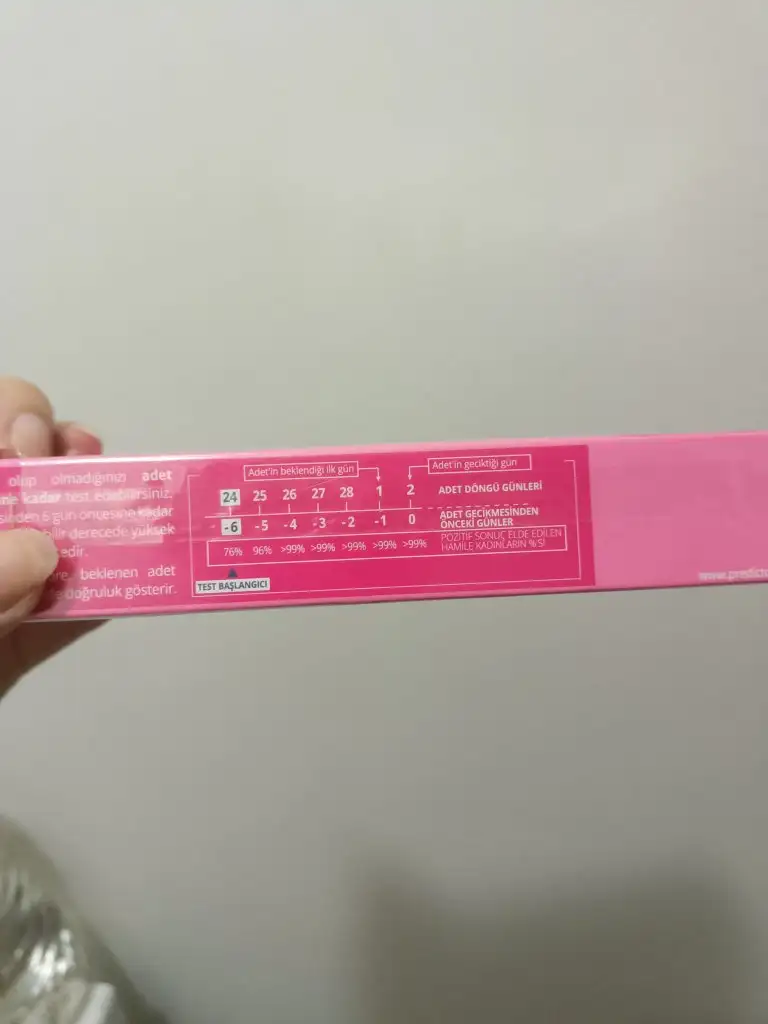 olup olmadığınızı adet
kadar test edebilirsiniz.
6 gün öncesine kadar
derecede yüksek
beklenen adet
doğruluk gösterir.
Adet'in beklendiği ilk gün
Adet'in geciktiği gün
24 25 26 27 28 1 2 ADET DÖNGÜ GÜNLERİ
-6 -5 -4 -3 -2 -1 0 ADET GECİKMESİNDEN
ÖNCEKİ GÜNLER
76% 96% >99% >99% >99% >99% >99% POZİTİF SONUÇ ELDE EDİLEN
HAMİLE KADINLARIN %'Sİ
TEST BAŞLANGICI